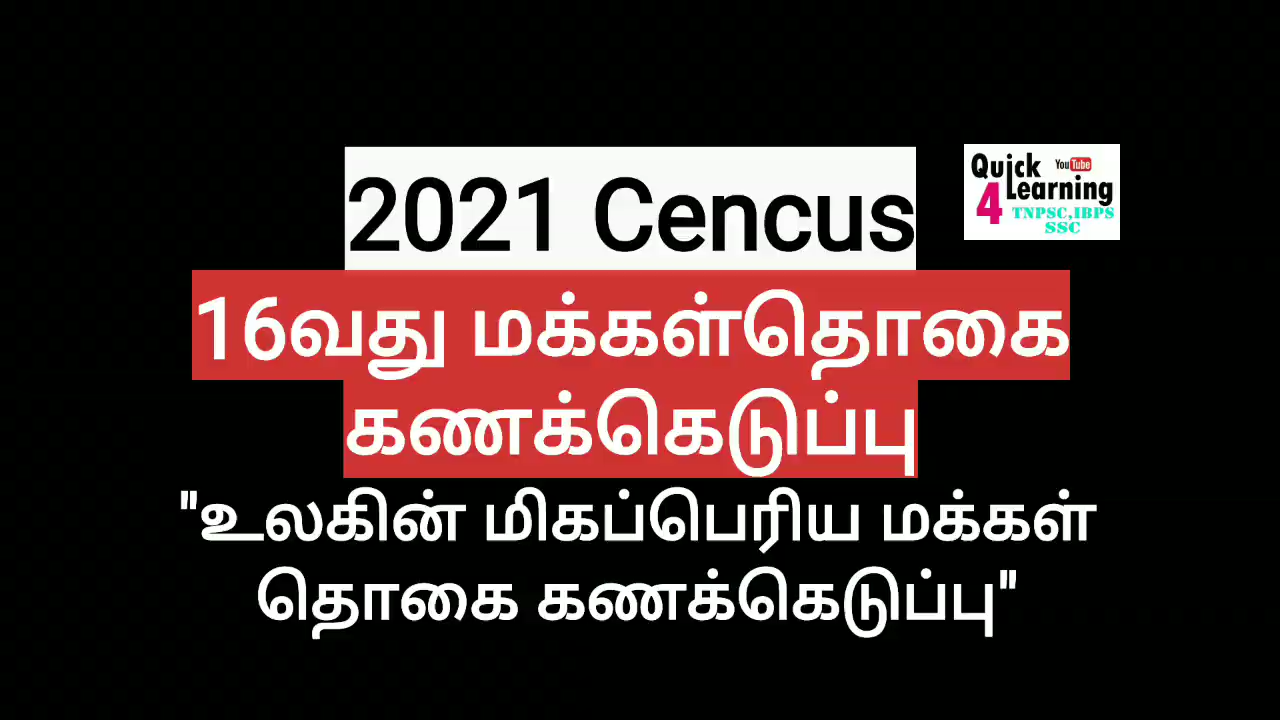 2021 Cencus
16வது மக்கள்தொகை
கணக்கெடுப்பு
"உலகின் மிகப்பெரிய மக்கள்
தொகை கணக்கெடுப்பு"
Quick YouTube
4 Learning
TNPSC,IBPS
SSC